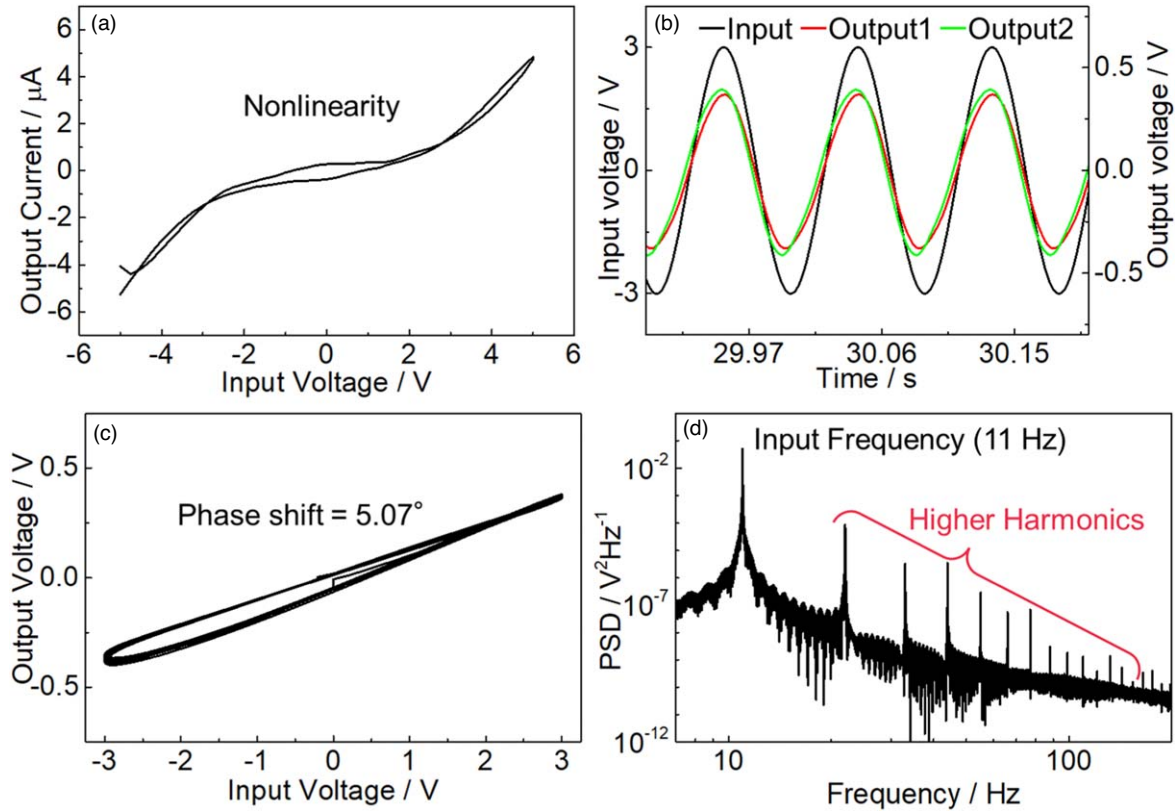 (a)
Nonlinearity
Output Current / μA
6
4
2
0
-2
-4
-6
-6 -4 -2 0 2 4 6
Input Voltage / V
(b)
Input Output1 Output2
Input voltage / V
3
0
-3
Output voltage / V
0.5
0.0
-0.5
29.97 30.06 30.15
Time / s
(c)
Phase shift = 5.07°
Output Voltage / V
0.5
0.0
-0.5
-3 -2 -1 0 1 2 3
Input Voltage / V
(d)
Input Frequency (11 Hz)
Higher Harmonics
PSD / V²Hz⁻¹
10⁻²
10⁻⁷
10⁻¹²
10 100
Frequency / Hz